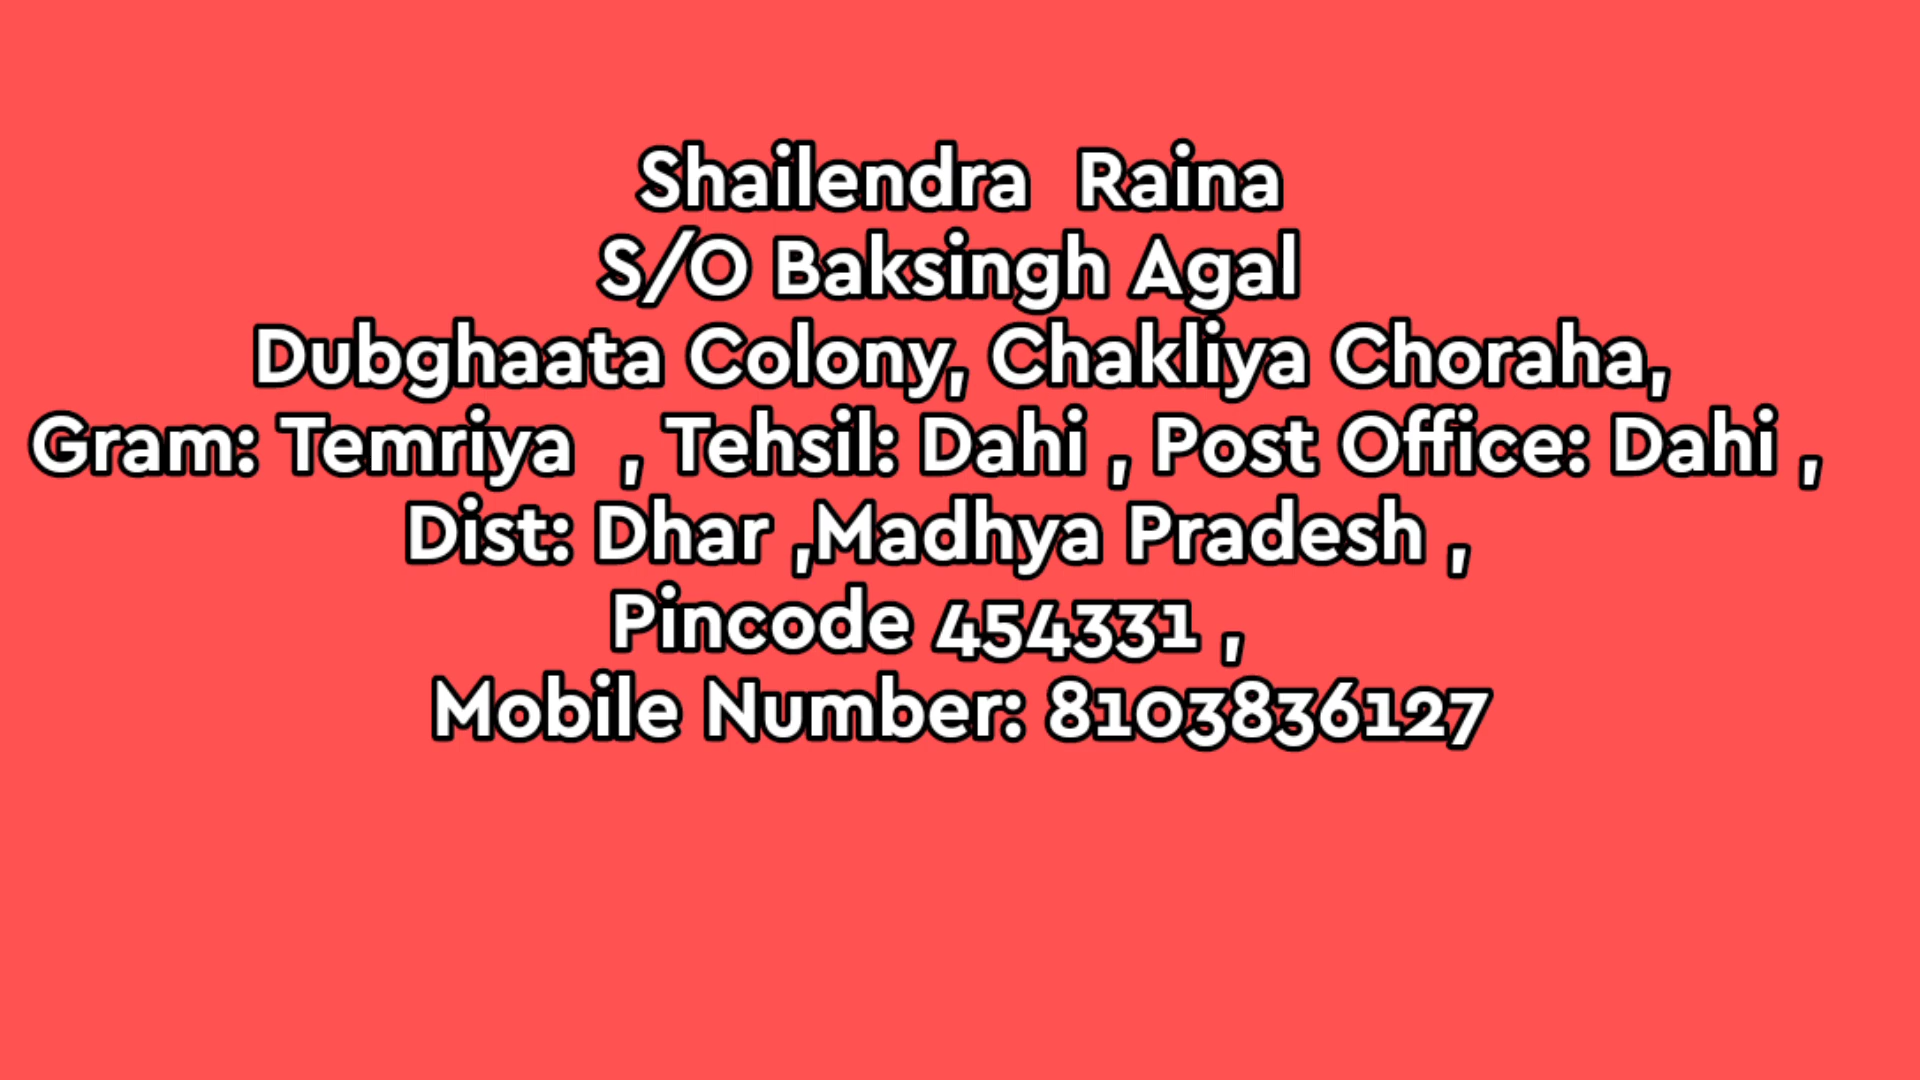 Shailendra  Raina
S/O Baksingh Agal
Dubghaata Colony, Chakliya Choraha,
Gram: Temriya  , Tehsil: Dahi , Post Office: Dahi ,
Dist: Dhar ,Madhya Pradesh ,
Pincode 454331 ,
Mobile Number: 8103836127